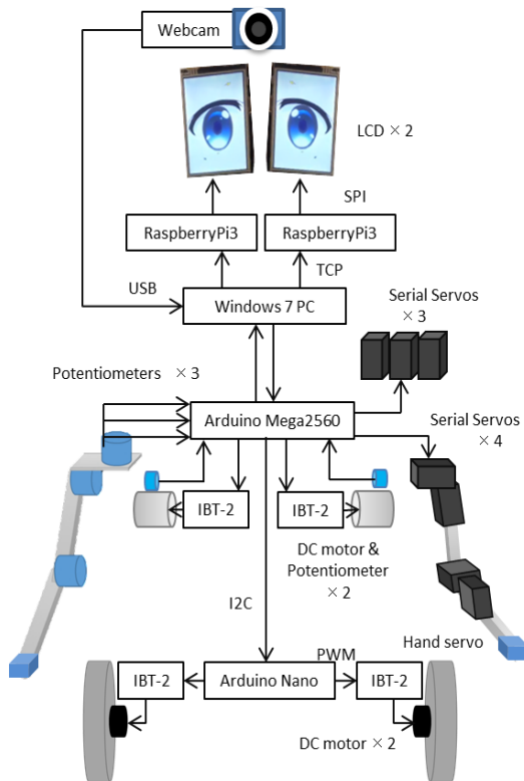 Webcam
LCD × 2
SPI
RaspberryPi3
RaspberryPi3
TCP
USB
Windows 7 PC
Serial Servos
× 3
Potentiometers × 3
Arduino Mega2560
Serial Servos
× 4
IBT-2
IBT-2
DC motor &
Potentiometer
× 2
I2C
Hand servo
PWM
IBT-2
Arduino Nano
IBT-2
DC motor × 2